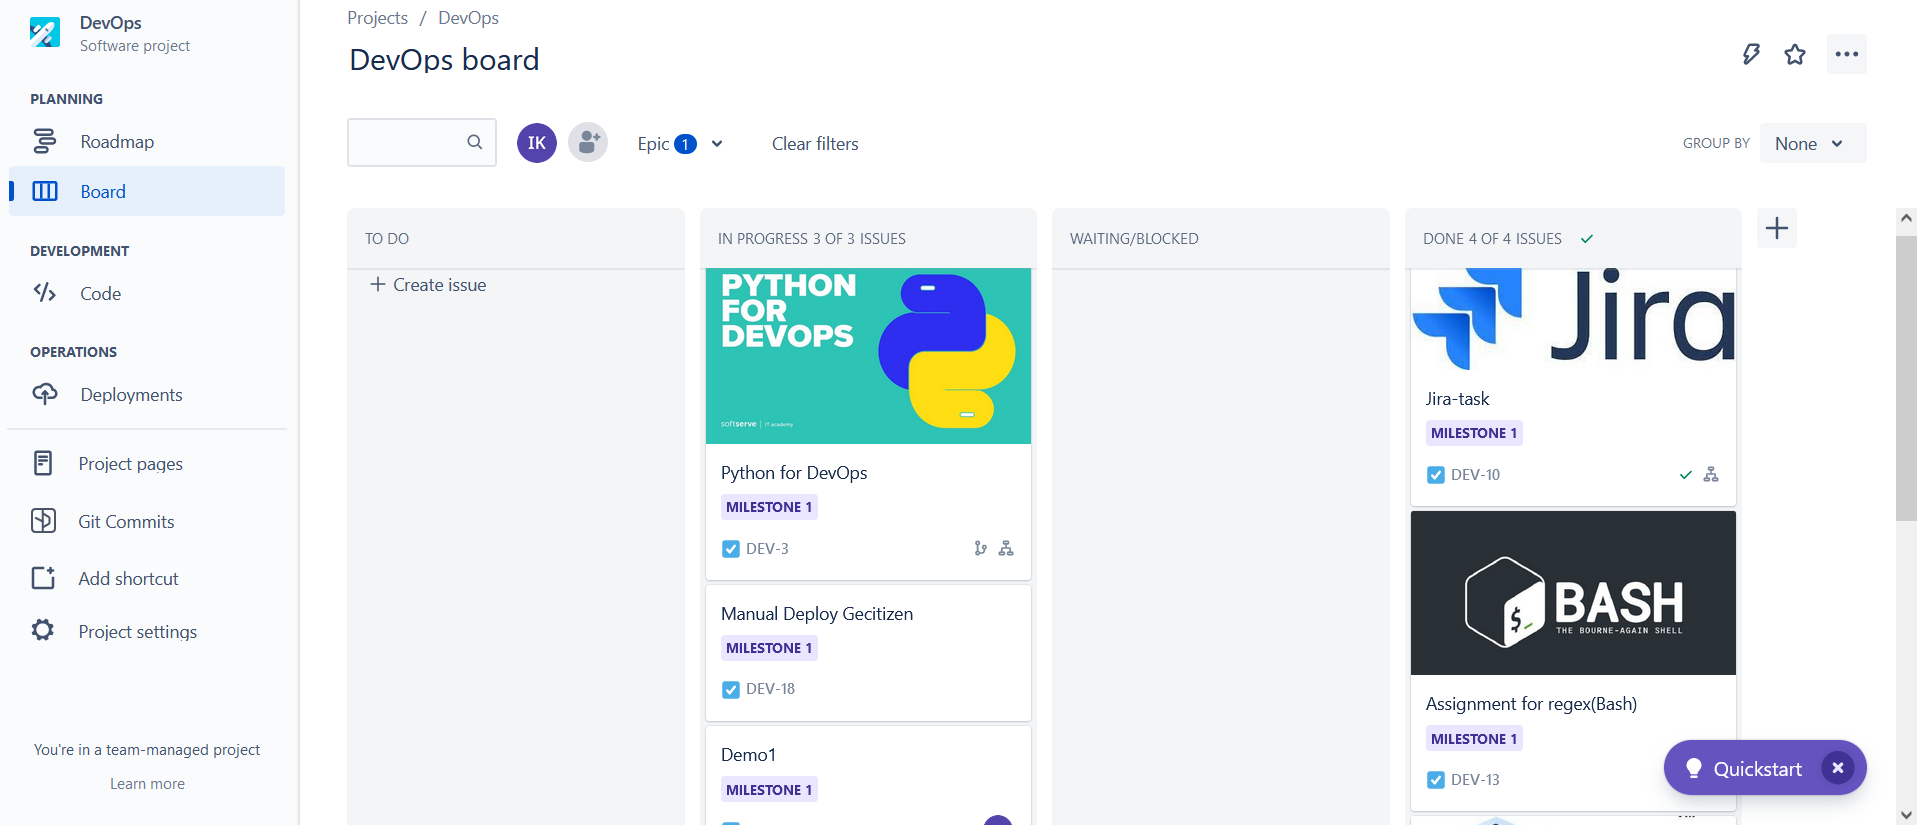 DevOps
Software project
PLANNING
Roadmap
Board
DEVELOPMENT
Code
OPERATIONS
Deployments
Project pages
Git Commits
Add shortcut
Project settings
You're in a team-managed project
Learn more
Projects / DevOps
DevOps board
IK
Epic 1
Clear filters
GROUP BY
None
TO DO
+ Create issue
IN PROGRESS 3 OF 3 ISSUES
PYTHON
FOR
DEVOPS
softserve | IT academy
Python for DevOps
MILESTONE 1
DEV-3
Manual Deploy Gecitizen
MILESTONE 1
DEV-18
Demo1
MILESTONE 1
WAITING/BLOCKED
DONE 4 OF 4 ISSUES
Jira
Jira-task
MILESTONE 1
DEV-10
$_
BASH
THE BOURNE-AGAIN SHELL
Assignment for regex(Bash)
MILESTONE 1
DEV-13
Quickstart